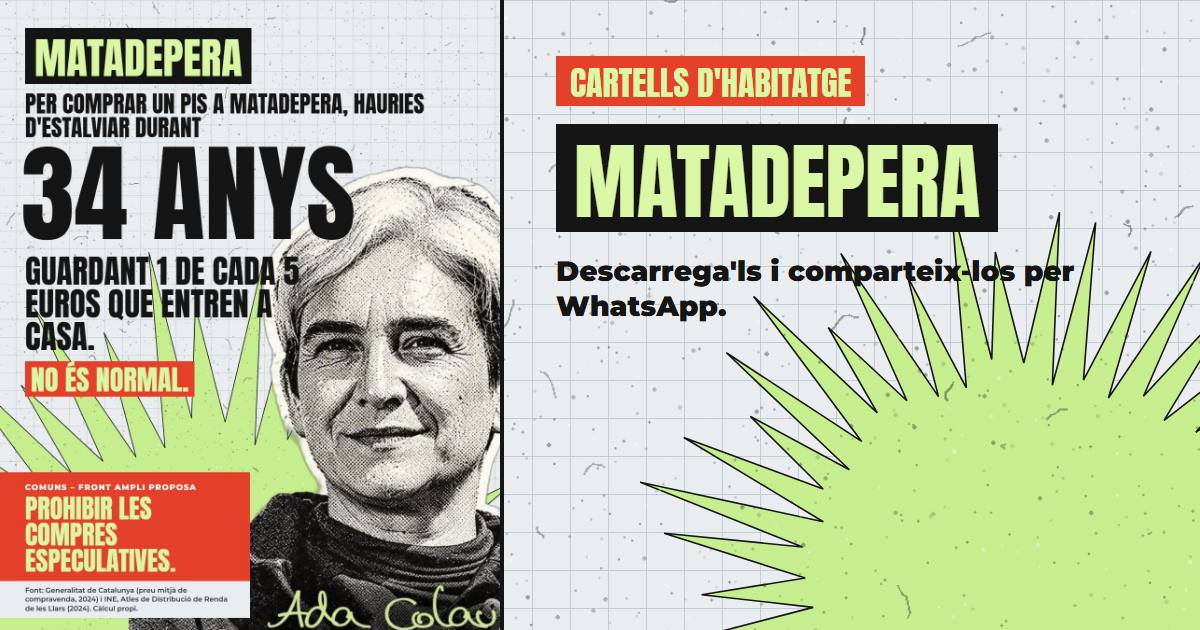 MATADEPERA
PER COMPRAR UN PIS A MATADEPERA, HAURIES
D'ESTALVIAR DURANT
34 ANYS
GUARDANT 1 DE CADA 5
EUROS QUE ENTREN A
CASA.
NO ÉS NORMAL.
COMUNS – FRONT AMPLI PROPOSA
PROHIBIR LES
COMPRES
ESPECULATIVES.
Font: Generalitat de Catalunya (preu mitjà de
compravenda, 2024) i INE, Atles de Distribució de Renda
de les Llars (2024). Càlcul propi.
Ada Colau
CARTELLS D'HABITATGE
MATADEPERA
Descarrega'ls i comparteix-los per
WhatsApp.